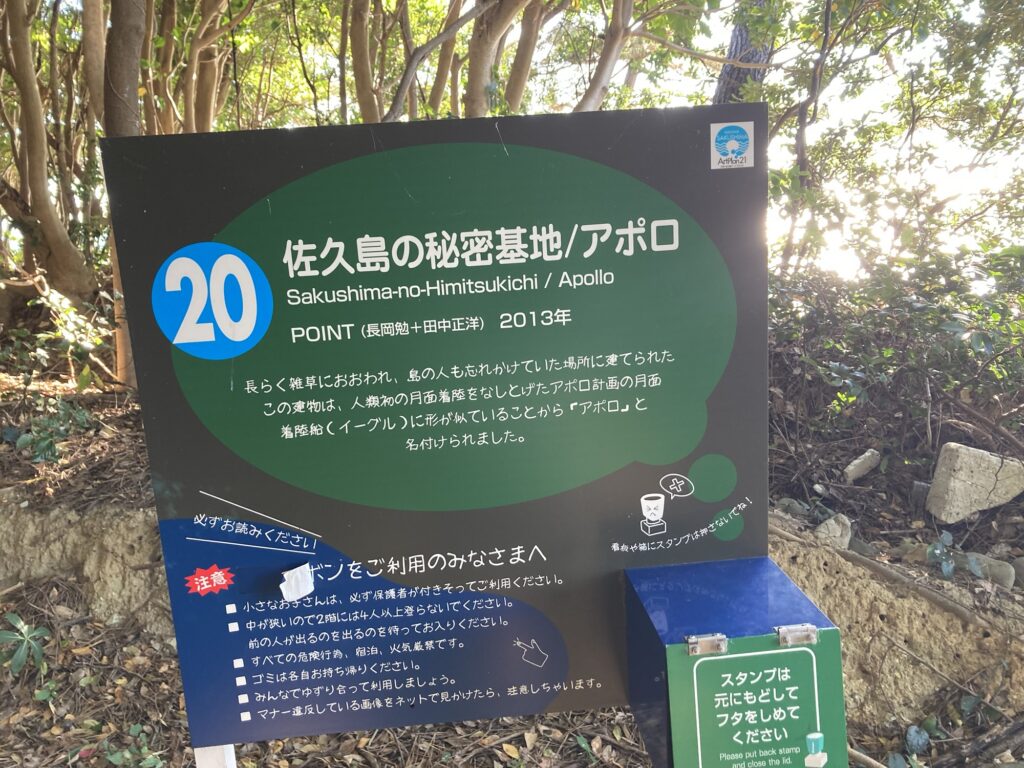 SAKUSHIMA
ArtPlan21
20
佐久島の秘密基地/アポロ
Sakushima-no-Himitsukichi / Apollo
POINT (長岡勉+田中正洋) 2013年
長らく雑草におおわれ、島の人も忘れかけていた場所に建てられた
この建物は、人類初の月面着陸をなしとげたアポロ計画の月面
着陸船(イーグル)に形が似ていることから『アポロ』と
名付けられました。
看板や箱にスタンプは押さないでね!
必ずお読みください
注意
ボンをご利用のみなさまへ
■ 小さなお子さんは、必ず保護者が付きそってご利用ください。
■ 中が狭いので2階には4人以上登らないでください。
前の人が出るのを出るのを待ってお入りください。
■ すべての危険行為、宿泊、火気厳禁です。
■ ゴミは各自お持ち帰りください。
■ みんなでゆずり合って利用しましょう。
■ マナー違反している画像をネットで見かけたら、注意しちゃいます。
スタンプは
元にもどして
フタをしめて
ください
Please put back stamp
and close the lid.